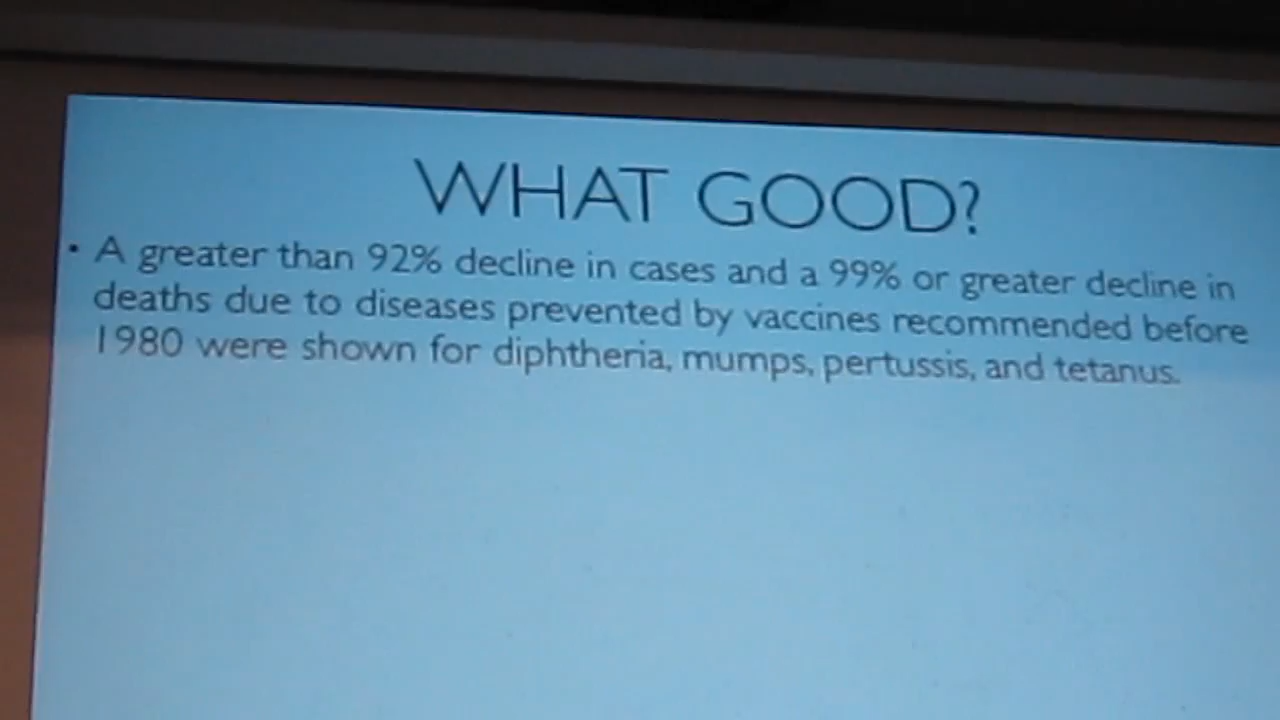 WHAT GOOD?
• A greater than 92% decline in cases and a 99% or greater decline in
deaths due to diseases prevented by vaccines recommended before
1980 were shown for diphtheria, mumps, pertussis, and tetanus.